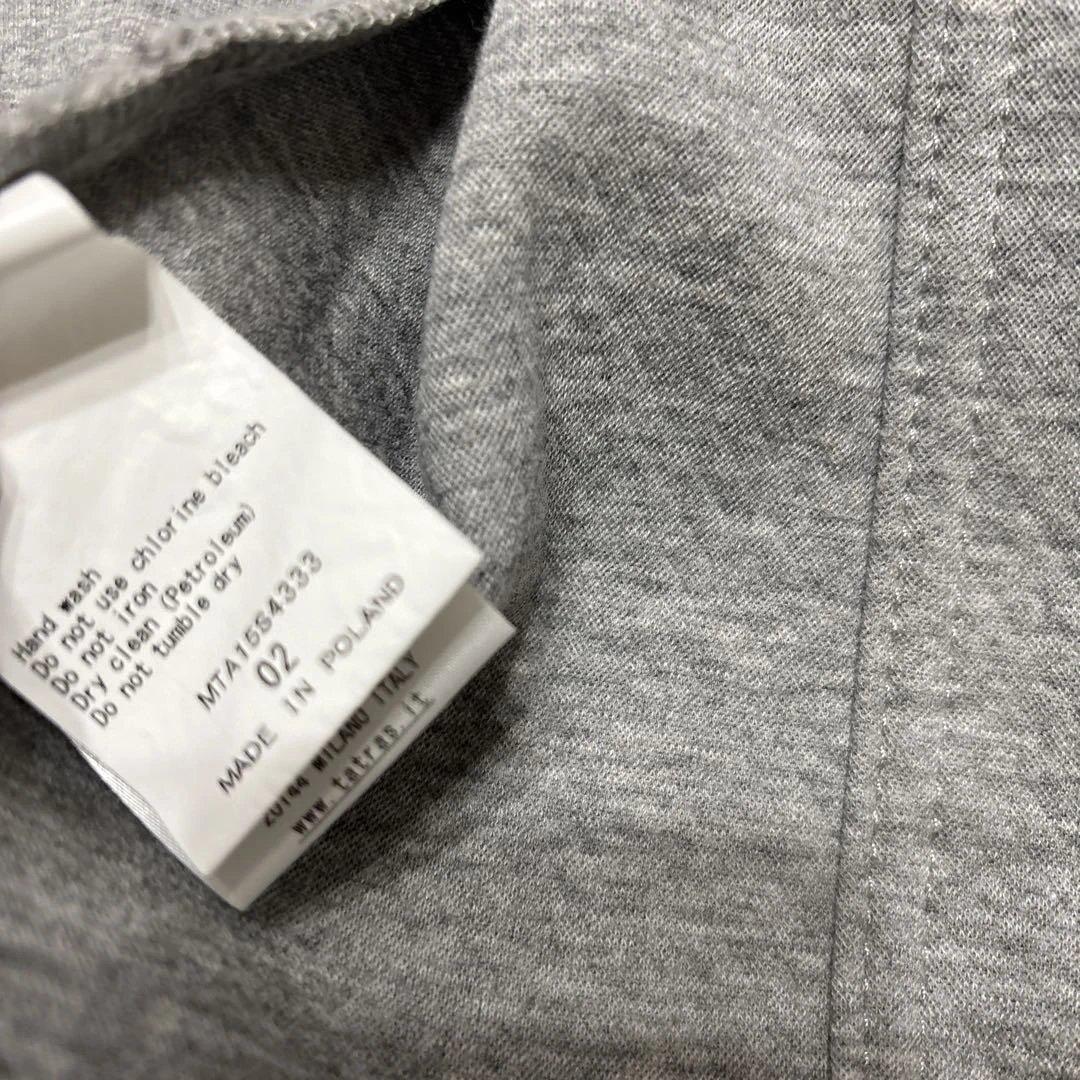 Hand wash
Do not use chlorine bleach
Do not iron
Dry clean (Petroleum)
Do not tumble dry
MTA15S4333
02
MADE IN POLAND
20144 MILANO ITALY
www.tatras.it